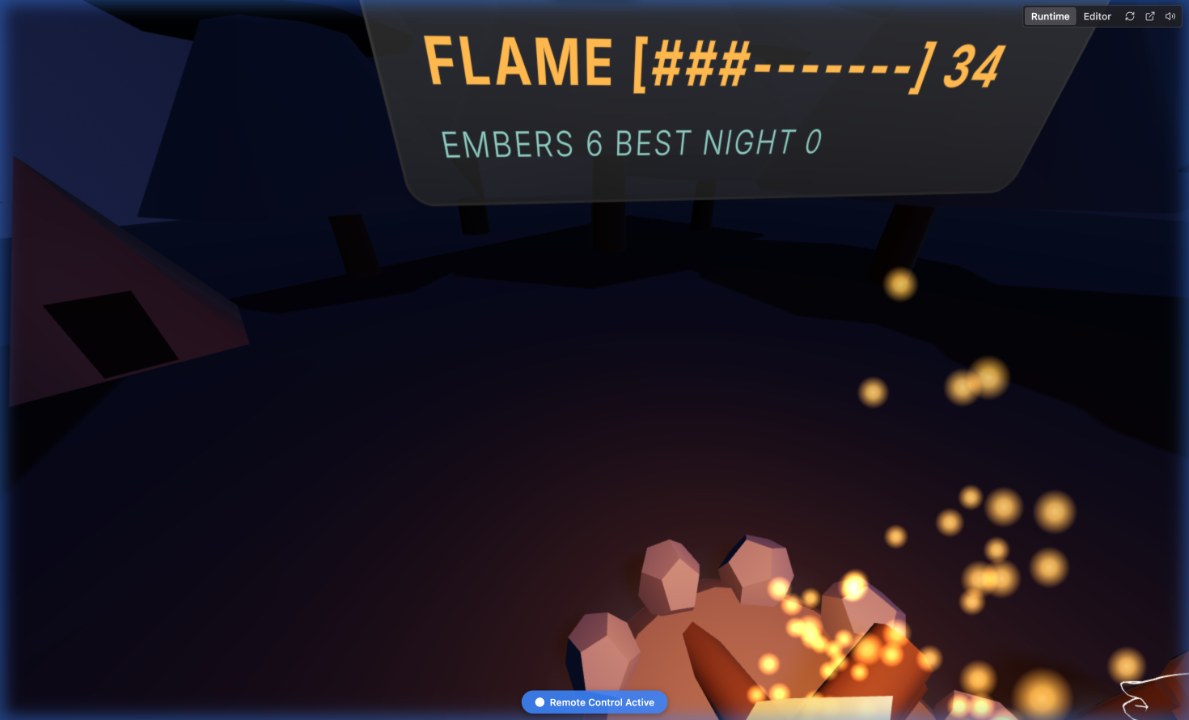 Runtime Editor
FLAME [###-------] 34
EMBERS 6 BEST NIGHT 0
Remote Control Active